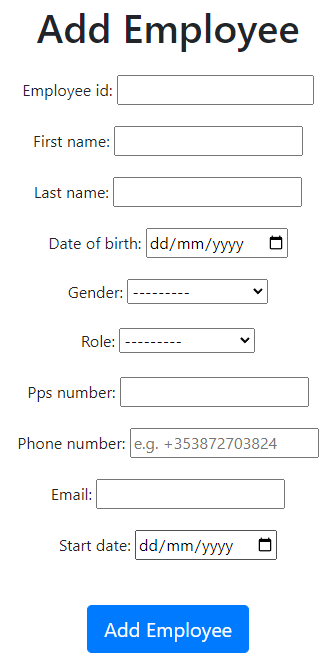 Add Employee
Employee id:
First name:
Last name:
Date of birth: dd/mm/yyyy
Gender: ---------
Role: ---------
Pps number:
Phone number: e.g. +353872703824
Email:
Start date: dd/mm/yyyy
Add Employee